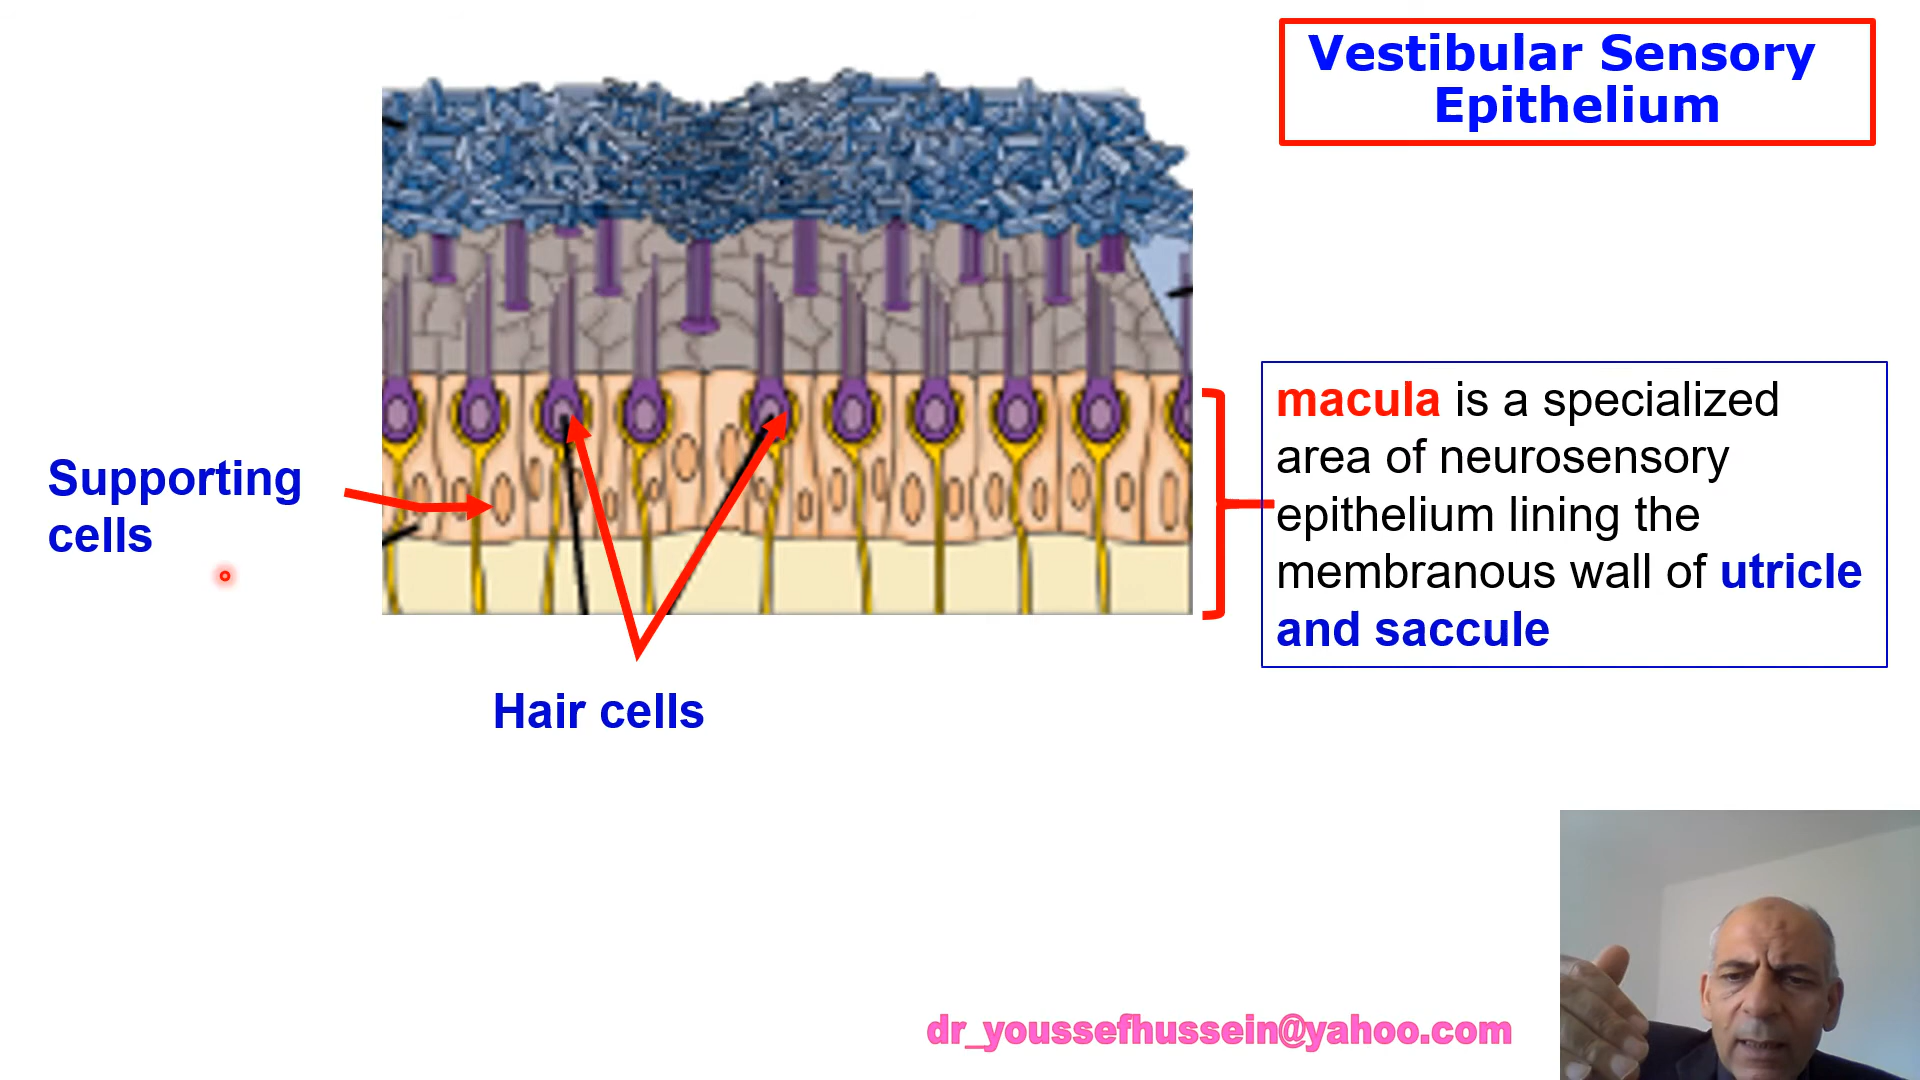 Vestibular Sensory
Epithelium
macula is a specialized
area of neurosensory
epithelium lining the
membranous wall of utricle
and saccule
Supporting
cells
Hair cells
dr_youssefhussein@yahoo.com